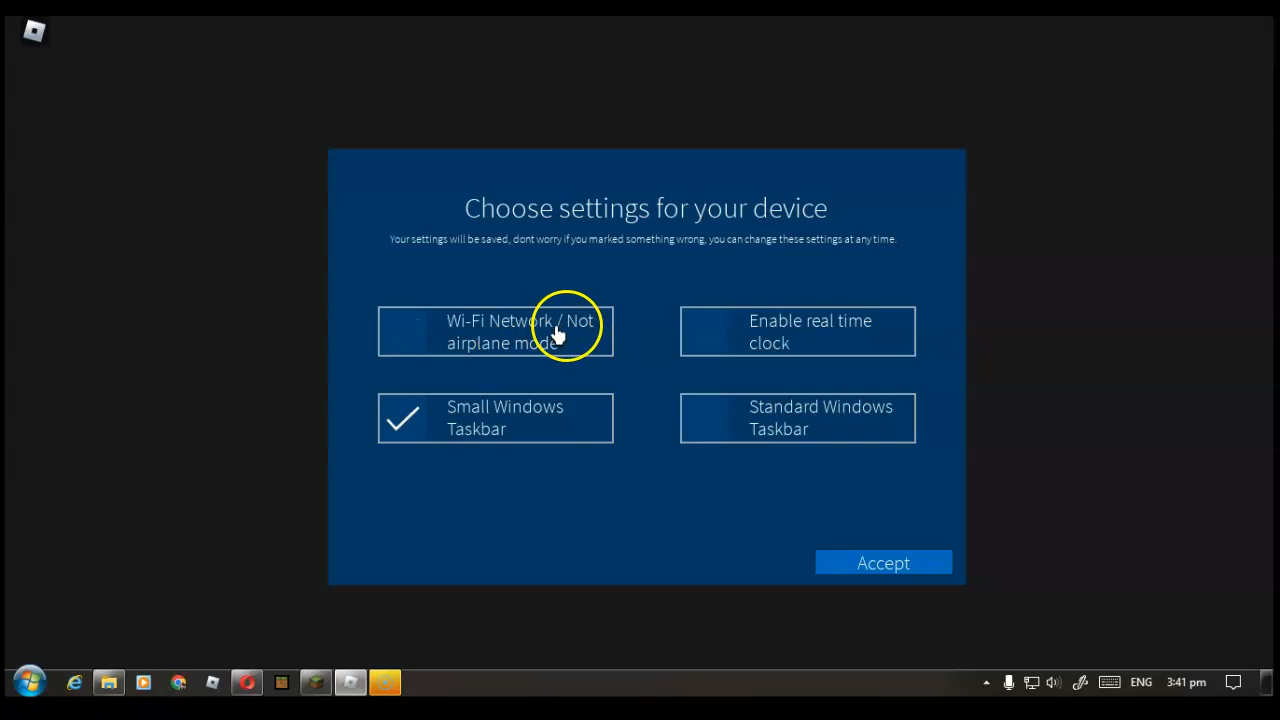 Choose settings for your device
Your settings will be saved, dont worry if you marked something wrong, you can change these settings at any time.
Wi-Fi Network / Not
airplane mode
Enable real time
clock
Small Windows
Taskbar
Standard Windows
Taskbar
Accept
ENG
3:41 pm